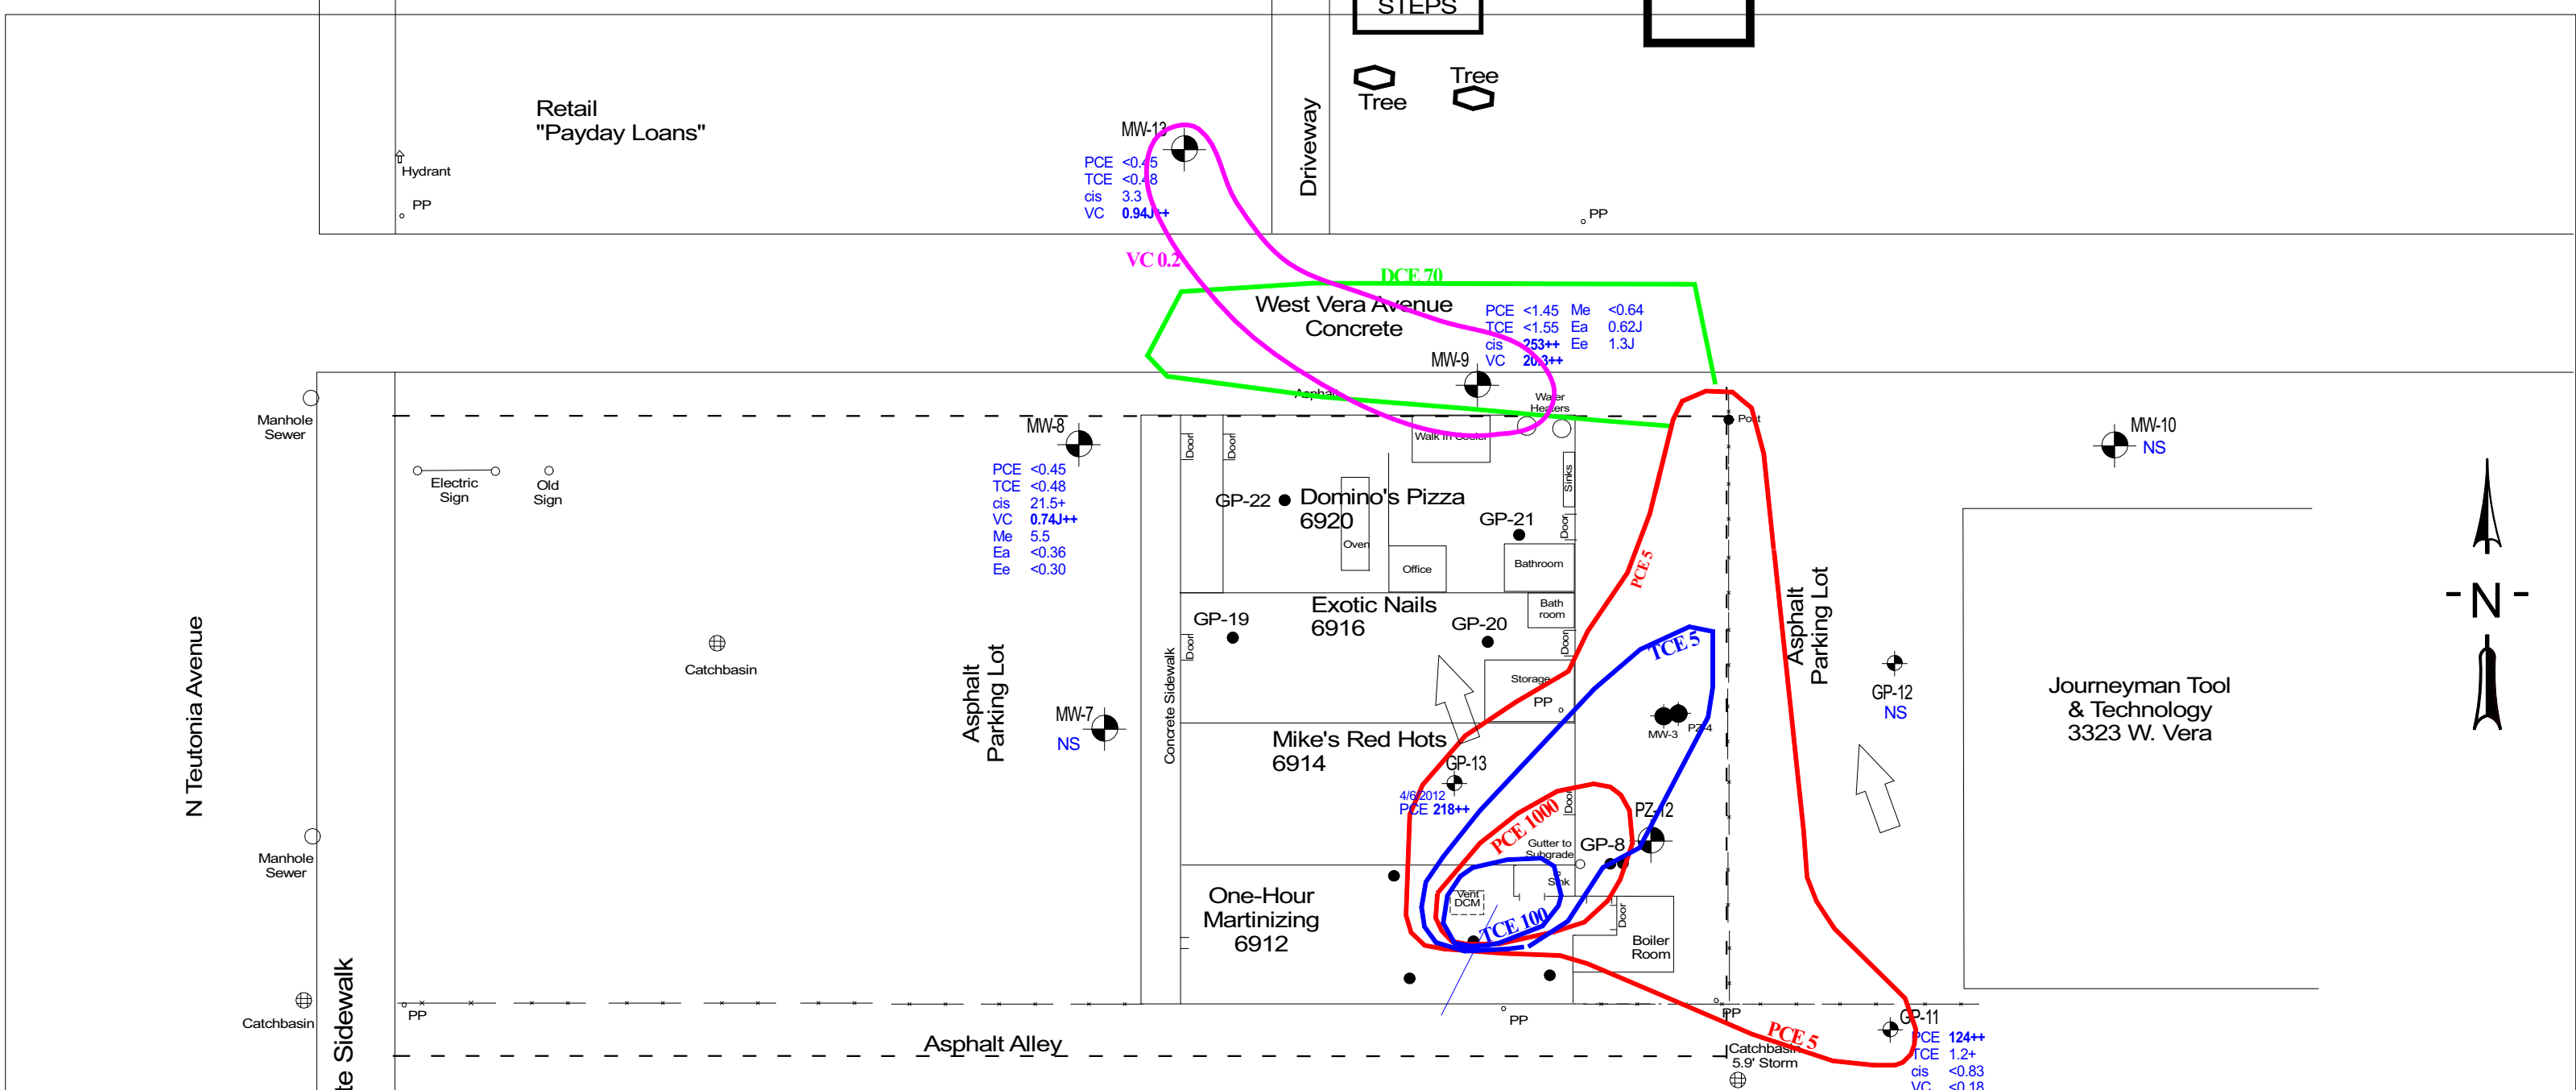 STEPS
Tree
Tree
Retail
"Payday Loans"
Hydrant
PP
Driveway
PP
MW-13
PCE <0.45
TCE <0.48
cis 3.3
VC 0.94J++
VC 0.2
DCE 70
West Vera Avenue
Concrete
PCE <1.45 Me <0.64
TCE <1.55 Ea 0.62J
cis 253++ Ee 1.3J
VC 20.3++
MW-9
Asphalt
Water
Heaters
Post
Manhole
Sewer
MW-8
PCE <0.45
TCE <0.48
cis 21.5+
VC 0.74J++
Me 5.5
Ea <0.36
Ee <0.30
Electric
Sign
Old
Sign
Door
Door
Walk In Cooler
Sinks
MW-10
NS
GP-22
Domino's Pizza
6920
GP-21
Oven
Office
Bathroom
Door
PCE 5
N
Exotic Nails
6916
Bath
room
GP-19
GP-20
Door
Door
TCE 5
Asphalt
Parking Lot
N Teutonia Avenue
Catchbasin
Asphalt
Parking Lot
Concrete Sidewalk
Storage
PP
GP-12
NS
Journeyman Tool
& Technology
3323 W. Vera
MW-7
NS
MW-3
PZ-4
Mike's Red Hots
6914
GP-13
4/6/2012
PCE 218++
PCE 1000
Door
PZ-12
Gutter to
Subgrade
GP-8
Manhole
Sewer
One-Hour
Martinizing
6912
Vent
DCM
Sink
TCE 100
Door
Boiler
Room
te Sidewalk
Catchbasin
PP
PP
PP
Asphalt Alley
PCE 5
Catchbasin
5.9' Storm
GP-11
PCE 124++
TCE 1.2+
cis <0.83
VC <0.18